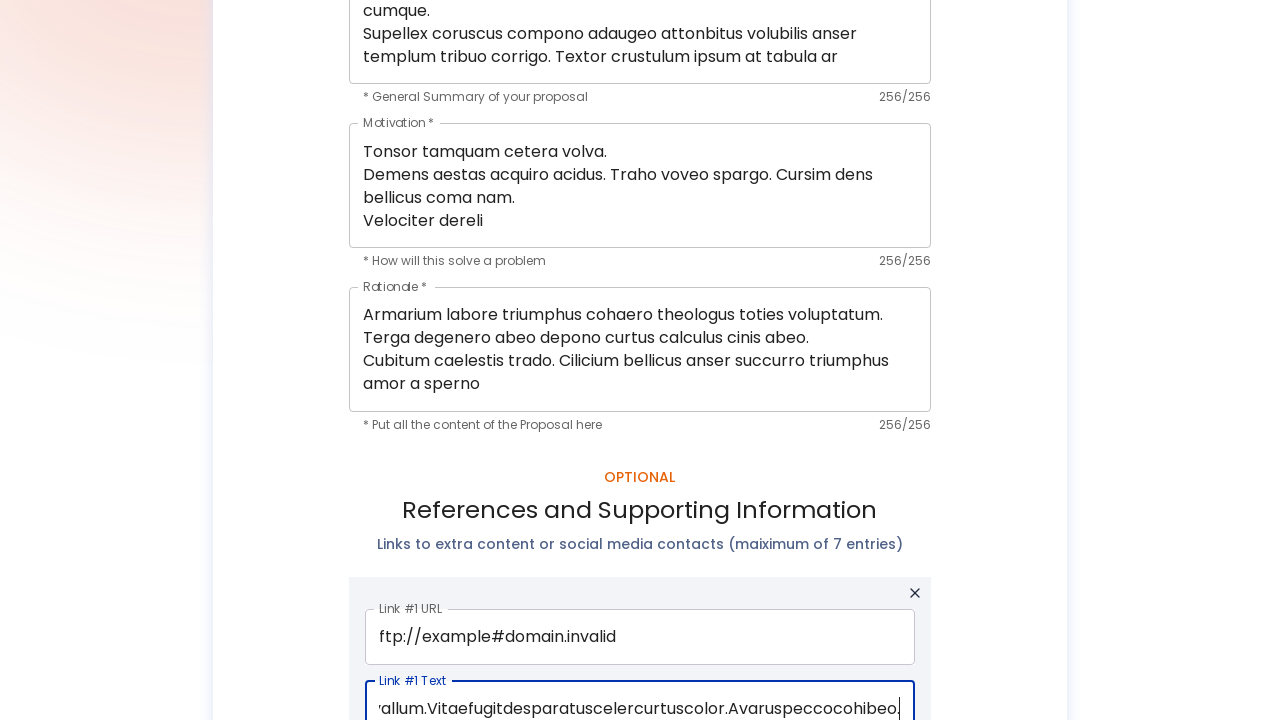 cumque.
Supellex coruscus compono adaugeo attonbitus volubilis anser
templum tribuo corrigo. Textor crustulum ipsum at tabula ar
* General Summary of your proposal
256/256
Motivation *
Tonsor tamquam cetera volva.
Demens aestas acquiro acidus. Traho voveo spargo. Cursim dens
bellicus coma nam.
Velociter dereli
* How will this solve a problem
256/256
Rationale *
Armarium labore triumphus cohaero theologus toties voluptatum.
Terga degenero abeo depono curtus calculus cinis abeo.
Cubitum caelestis trado. Cilicium bellicus anser succurro triumphus
amor a sperno
* Put all the content of the Proposal here
256/256
OPTIONAL
References and Supporting Information
Links to extra content or social media contacts (maiximum of 7 entries)
Link #1 URL
ftp://example#domain.invalid
Link #1 Text
allum.Vitaefugitdesparatuscelercurtuscolor.Avaruspeccocohibeo.